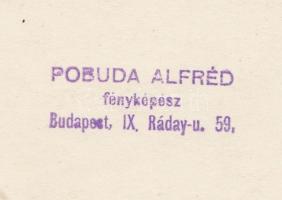 POBUDA ALFRÉD
fényképész
Budapest, IX. Ráday-u. 59.